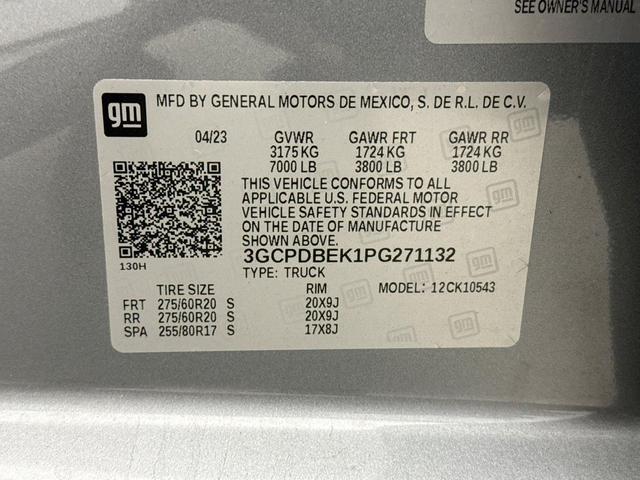 SEE OWNER'S MANUAL
gm
MFD BY GENERAL MOTORS DE MEXICO, S. DE R.L. DE C.V.
04/23 GVWR GAWR FRT GAWR RR
3175 KG 1724 KG 1724 KG
7000 LB 3800 LB 3800 LB
THIS VEHICLE CONFORMS TO ALL
APPLICABLE U.S. FEDERAL MOTOR
VEHICLE SAFETY STANDARDS IN EFFECT
ON THE DATE OF MANUFACTURE
SHOWN ABOVE.
3GCPDBEK1PG271132
130H
TYPE: TRUCK
TIRE SIZE RIM MODEL: 12CK10543
FRT 275/60R20 S 20X9J
RR 275/60R20 S 20X9J
SPA 255/80R17 S 17X8J